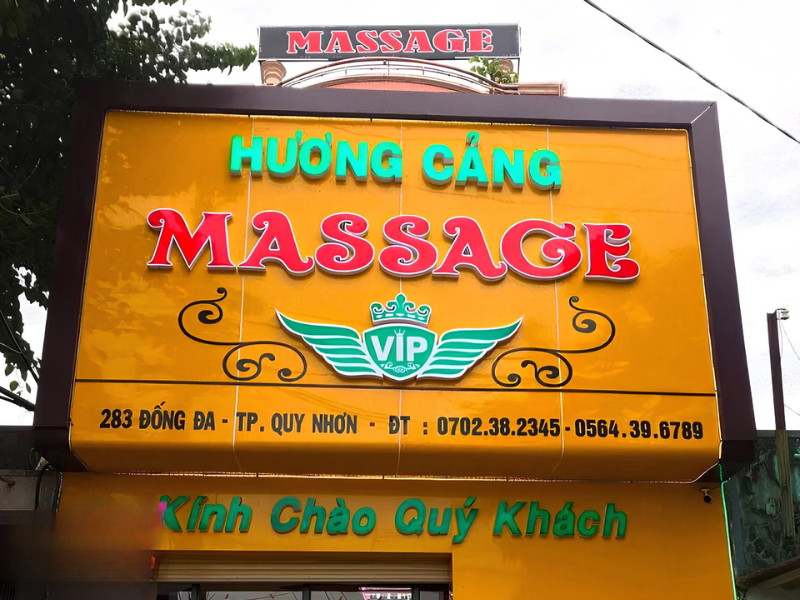 MASSAGE
HƯƠNG CẢNG
MASSAGE
VIP
283 ĐỐNG ĐA - TP. QUY NHƠN - ĐT : 0702.38.2345 - 0564.39.6789
Kính Chào Quý Khách